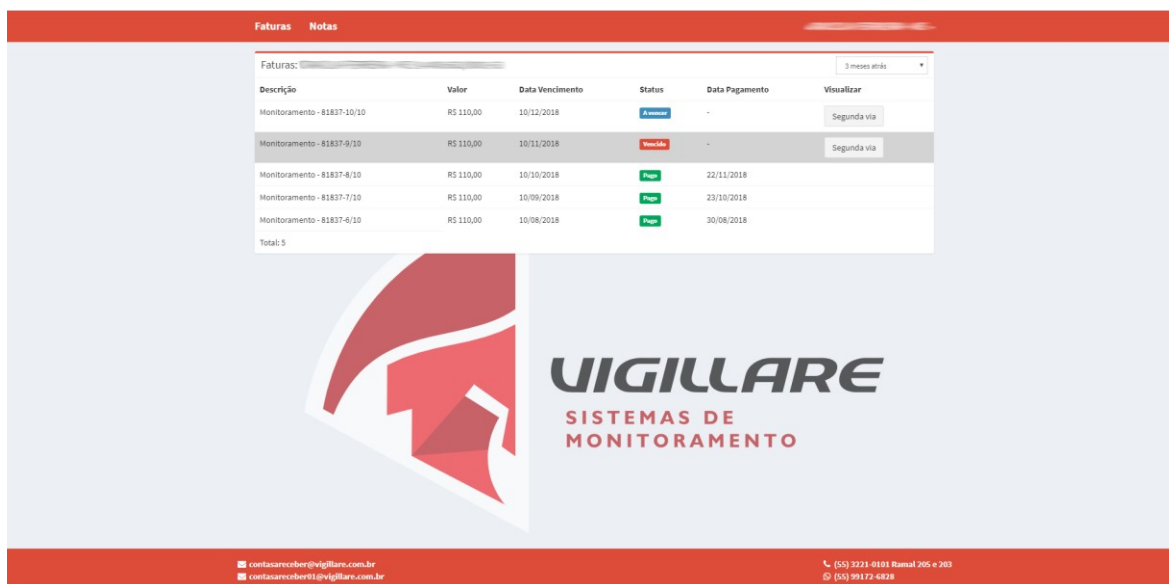 Faturas Notas
Faturas: 3 meses atrás
Descrição Valor Data Vencimento Status Data Pagamento Visualizar
Monitoramento - 81837-10/10 R$ 110,00 10/12/2018 A vencer - Segunda via
Monitoramento - 81837-9/10 R$ 110,00 10/11/2018 Vencido - Segunda via
Monitoramento - 81837-8/10 R$ 110,00 10/10/2018 Pago 22/11/2018
Monitoramento - 81837-7/10 R$ 110,00 10/09/2018 Pago 23/10/2018
Monitoramento - 81837-6/10 R$ 110,00 10/08/2018 Pago 30/08/2018
Total: 5
VIGILLARE
SISTEMAS DE
MONITORAMENTO
contasareceber@vigillare.com.br (55) 3221-0101 Ramal 205 e 203
contasareceber01@vigillare.com.br (55) 99172-6828